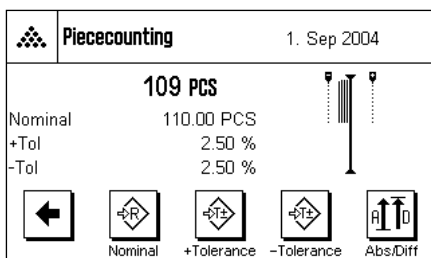 Piececounting 1. Sep 2004
109 PCS
Nominal 110.00 PCS
+Tol 2.50 %
-Tol 2.50 %
R T± T± A D
Nominal +Tolerance -Tolerance Abs/Diff